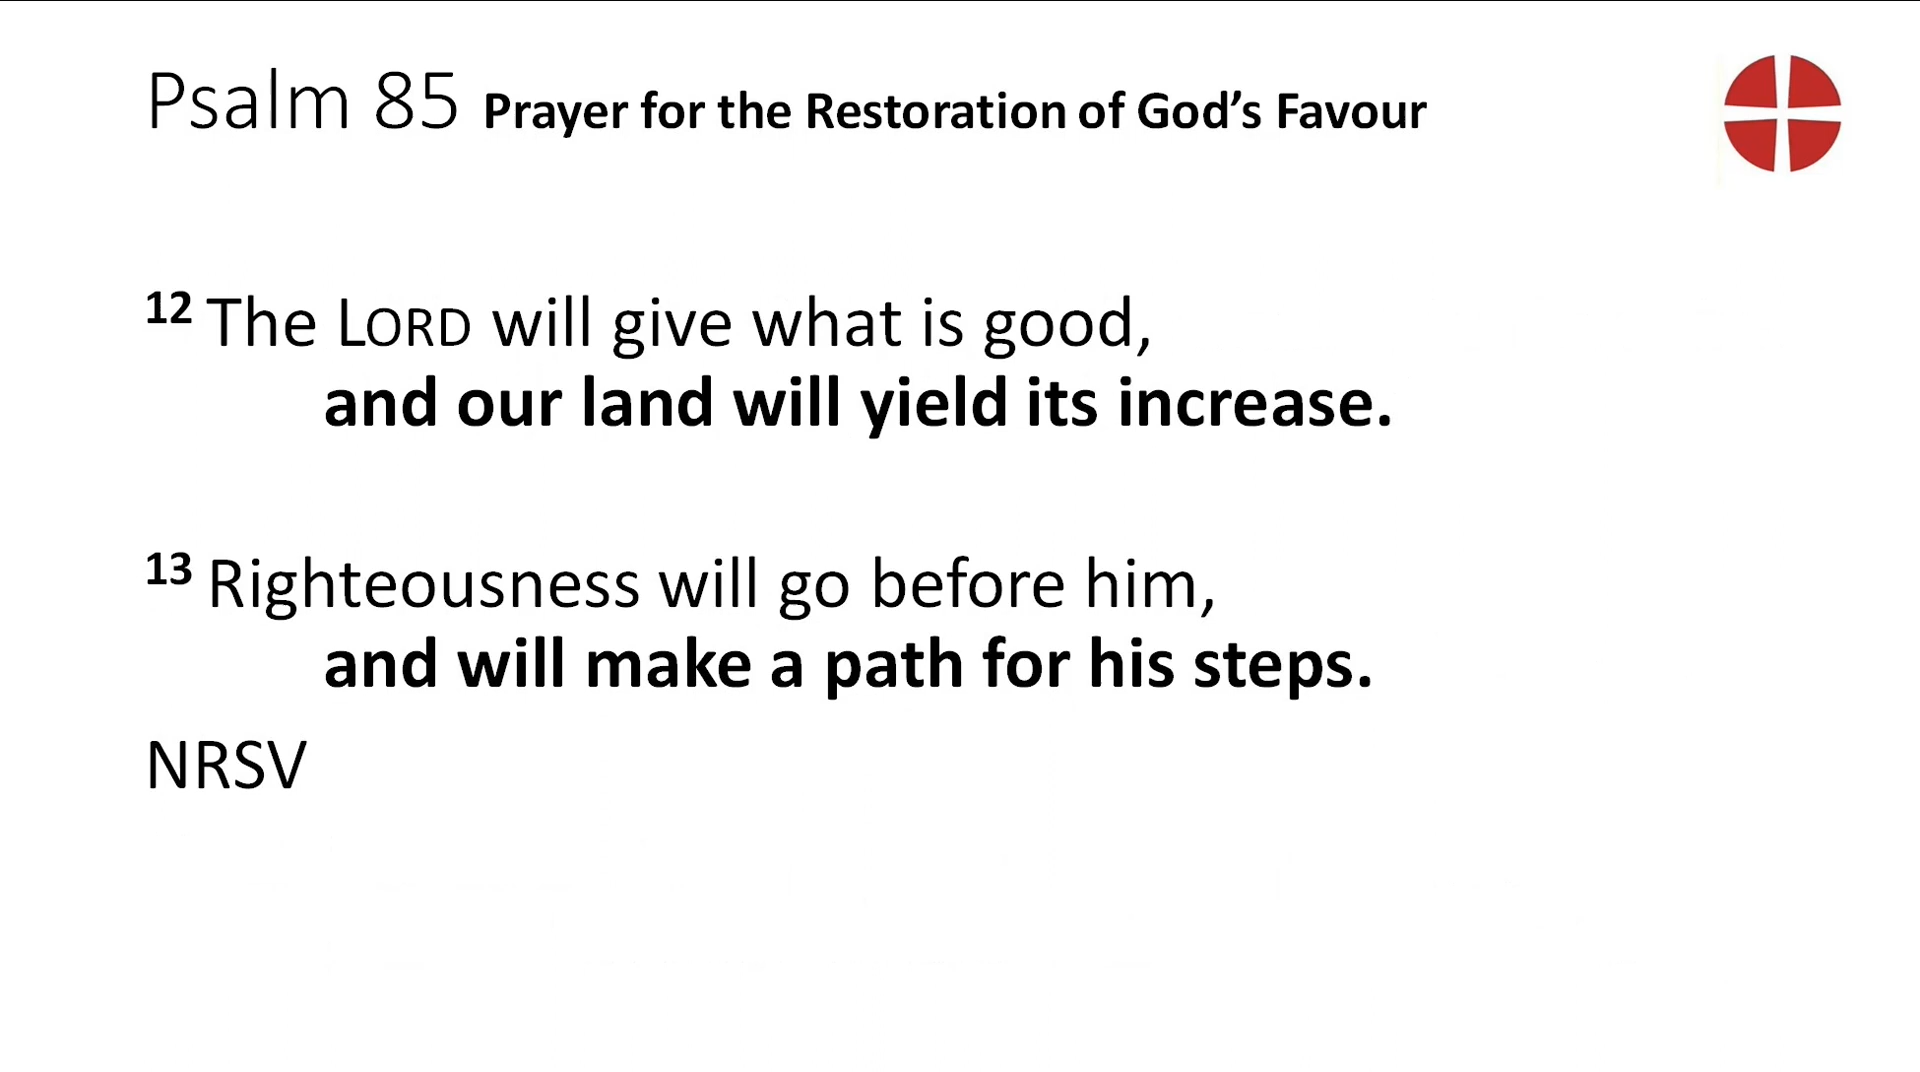 Psalm 85 Prayer for the Restoration of God’s Favour
12 The LORD will give what is good,
and our land will yield its increase.
13 Righteousness will go before him,
and will make a path for his steps.
NRSV